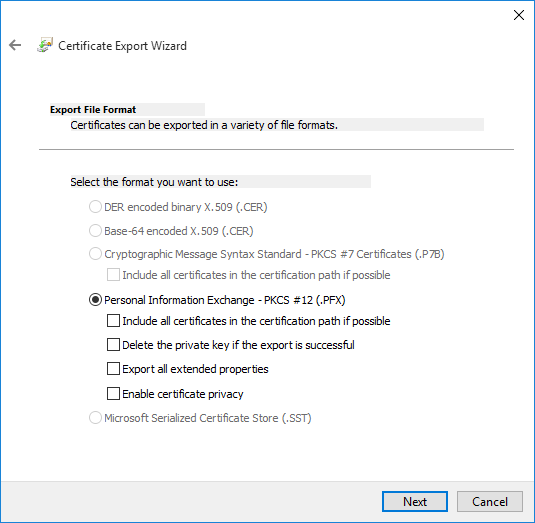 Certificate Export Wizard
Export File Format
Certificates can be exported in a variety of file formats.
Select the format you want to use:
DER encoded binary X.509 (.CER)
Base-64 encoded X.509 (.CER)
Cryptographic Message Syntax Standard - PKCS #7 Certificates (.P7B)
Include all certificates in the certification path if possible
Personal Information Exchange - PKCS #12 (.PFX)
Include all certificates in the certification path if possible
Delete the private key if the export is successful
Export all extended properties
Enable certificate privacy
Microsoft Serialized Certificate Store (.SST)
Next Cancel